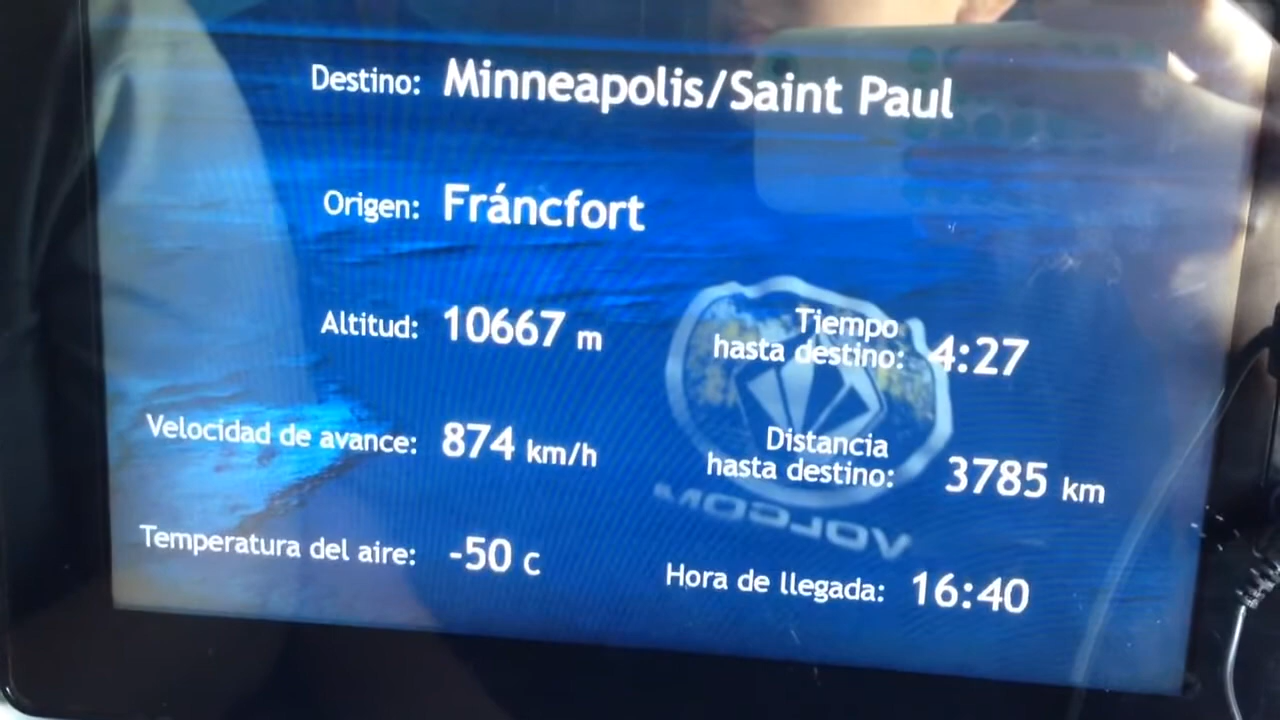 Destino: Minneapolis/Saint Paul
Origen: Fráncfort
Altitud: 10667 m
Tiempo
hasta destino: 4:27
Velocidad de avance: 874 km/h
Distancia
hasta destino: 3785 km
Temperatura del aire: -50 c
Hora de llegada: 16:40